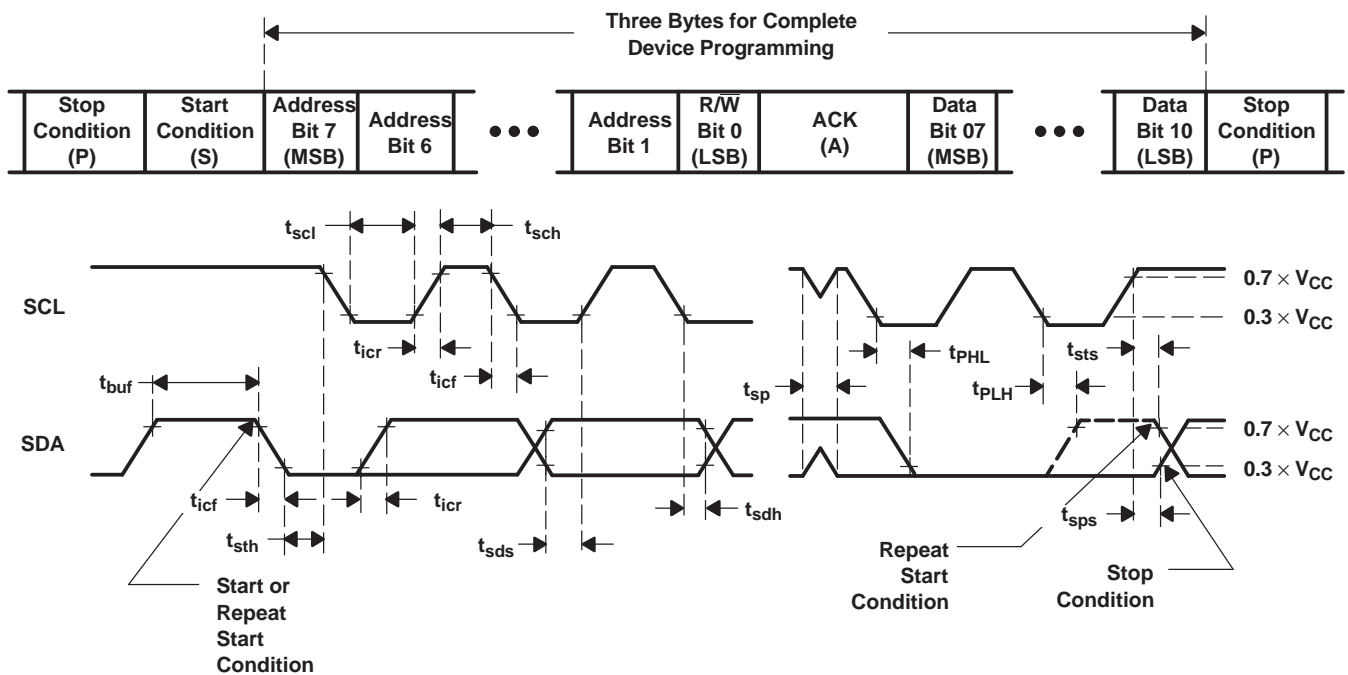 Three Bytes for Complete
Device Programming
Stop
Condition
(P)
Start
Condition
(S)
Address
Bit 7
(MSB)
Address
Bit 6
•••
Address
Bit 1
R/W̅
Bit 0
(LSB)
ACK
(A)
Data
Bit 07
(MSB)
•••
Data
Bit 10
(LSB)
Stop
Condition
(P)
tscl
tsch
SCL
0.7 × VCC
0.3 × VCC
ticr
tPHL
tsts
tbuf
ticf
tsp
tPLH
SDA
0.7 × VCC
0.3 × VCC
ticf
ticr
tsdh
tsps
tsth
tsds
Start or
Repeat
Start
Condition
Repeat
Start
Condition
Stop
Condition